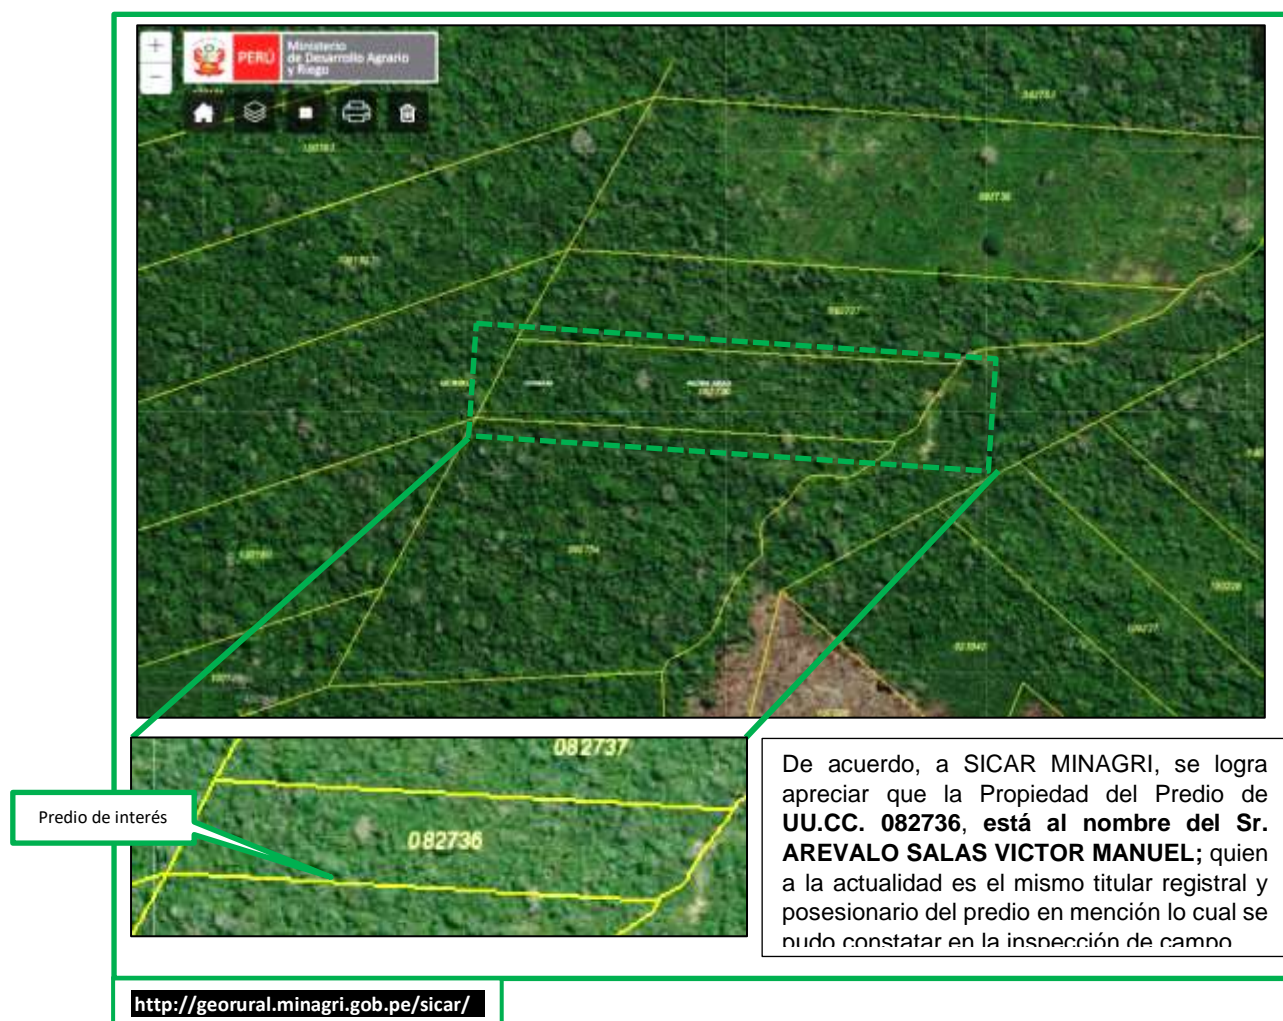 +
−
PERÚ
Ministerio
de Desarrollo Agrario
y Riego
082737
082736
Predio de interés
De acuerdo, a SICAR MINAGRI, se logra
apreciar que la Propiedad del Predio de
UU.CC. 082736, está al nombre del Sr.
AREVALO SALAS VICTOR MANUEL; quien
a la actualidad es el mismo titular registral y
posesionario del predio en mención lo cual se
pudo constatar en la inspección de campo
http://georural.minagri.gob.pe/sicar/